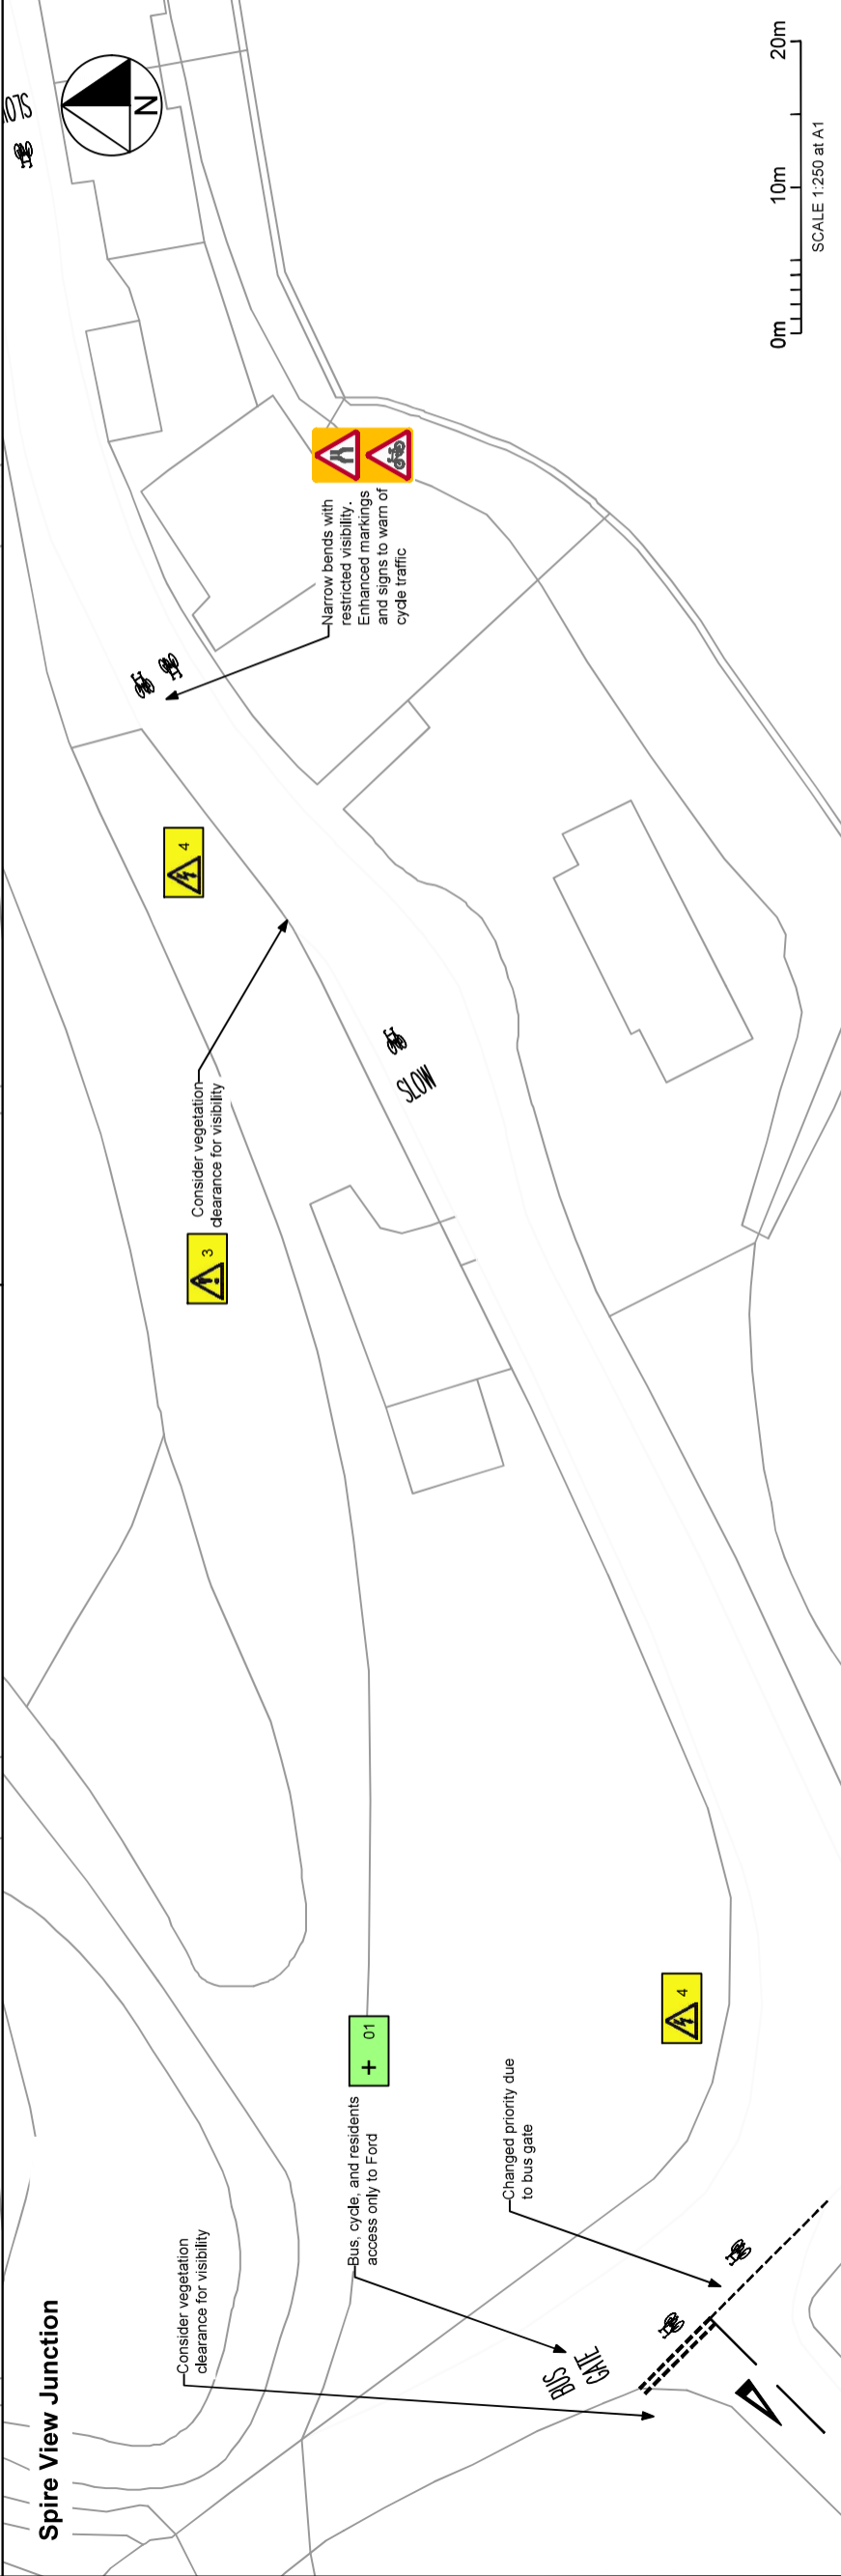 Spire View Junction
Consider vegetation
clearance for visibility
Bus, cycle, and residents
access only to Ford
+ 01
BUS
GATE
Changed priority due
to bus gate
4
3
Consider vegetation
clearance for visibility
SLOW
4
Narrow bends with
restricted visibility.
Enhanced markings
and signs to warn of
cycle traffic
SLOW
N
0m 10m 20m
SCALE 1:250 at A1